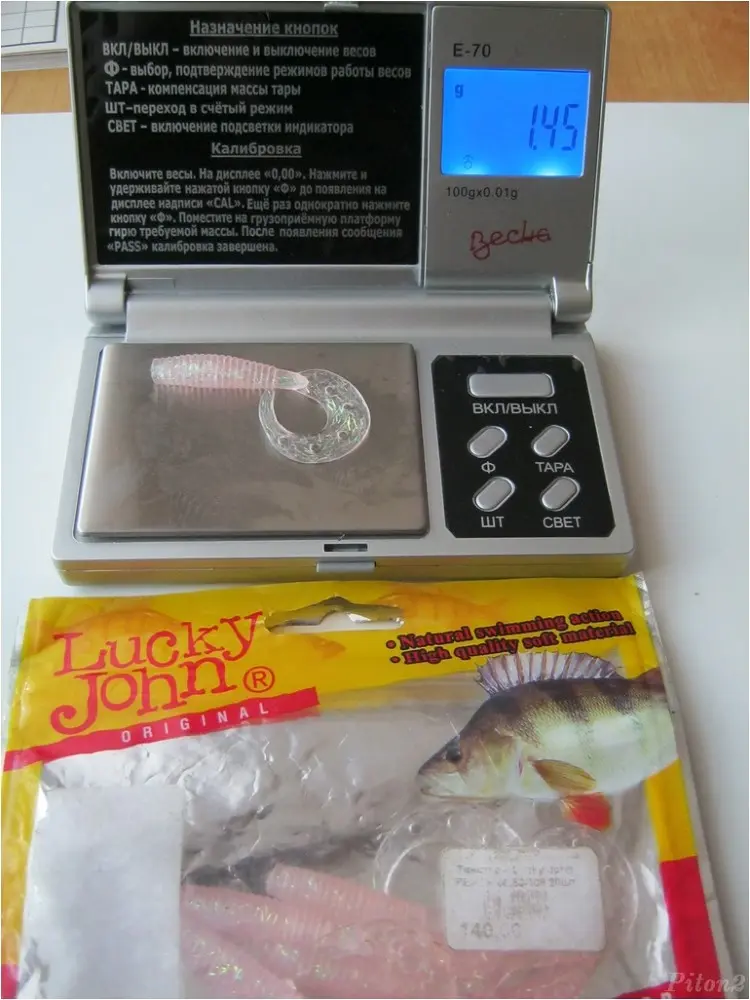 Назначение кнопок
ВКЛ/ВЫКЛ – включение и выключение весов
Ф - выбор, подтверждение режимов работы весов
ТАРА - компенсация массы тары
ШТ–переход в счётый режим
СВЕТ – включение подсветки индикатора
Калибровка
Включите весы. На дисплее «0,00». Нажмите и
удерживайте нажатой кнопку «Ф» до появления на
дисплее надписи «CAL». Ещё раз однократно нажмите
кнопку «Ф». Поместите на грузоприёмную платформу
гирю требуемой массы. После появления сообщения
«PASS» калибровка завершена.
E-70
g
1.45
100gx0.01g
весна
ВКЛ/ВЫКЛ
Ф ТАРА
ШТ СВЕТ
Lucky
John®
ORIGINAL
• Natural swimming action
• High quality soft material
140.00
Piton2